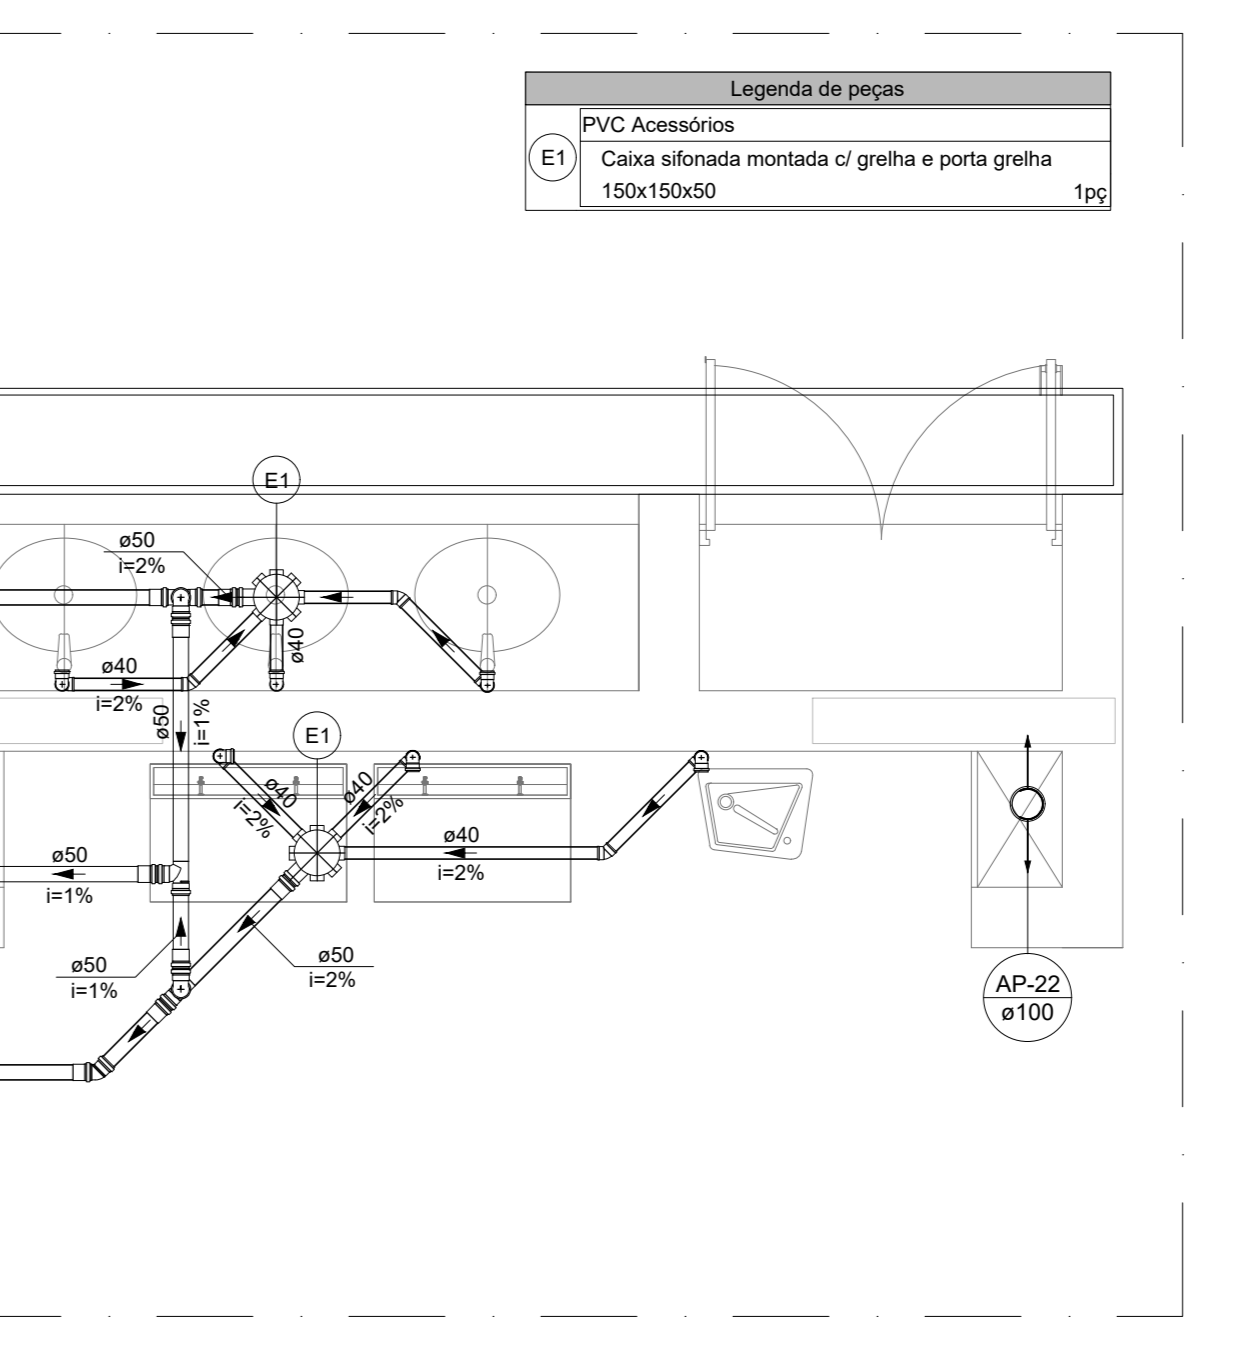 Legenda de peças
PVC Acessórios
E1
Caixa sifonada montada c/ grelha e porta grelha
150x150x50
1pç
E1
ø50
i=2%
ø40
ø40
i=2%
ø50
i=1%
E1
ø40
i=2%
ø40
i=2%
ø40
i=2%
ø50
i=1%
ø50
i=2%
ø50
i=1%
AP-22
ø100